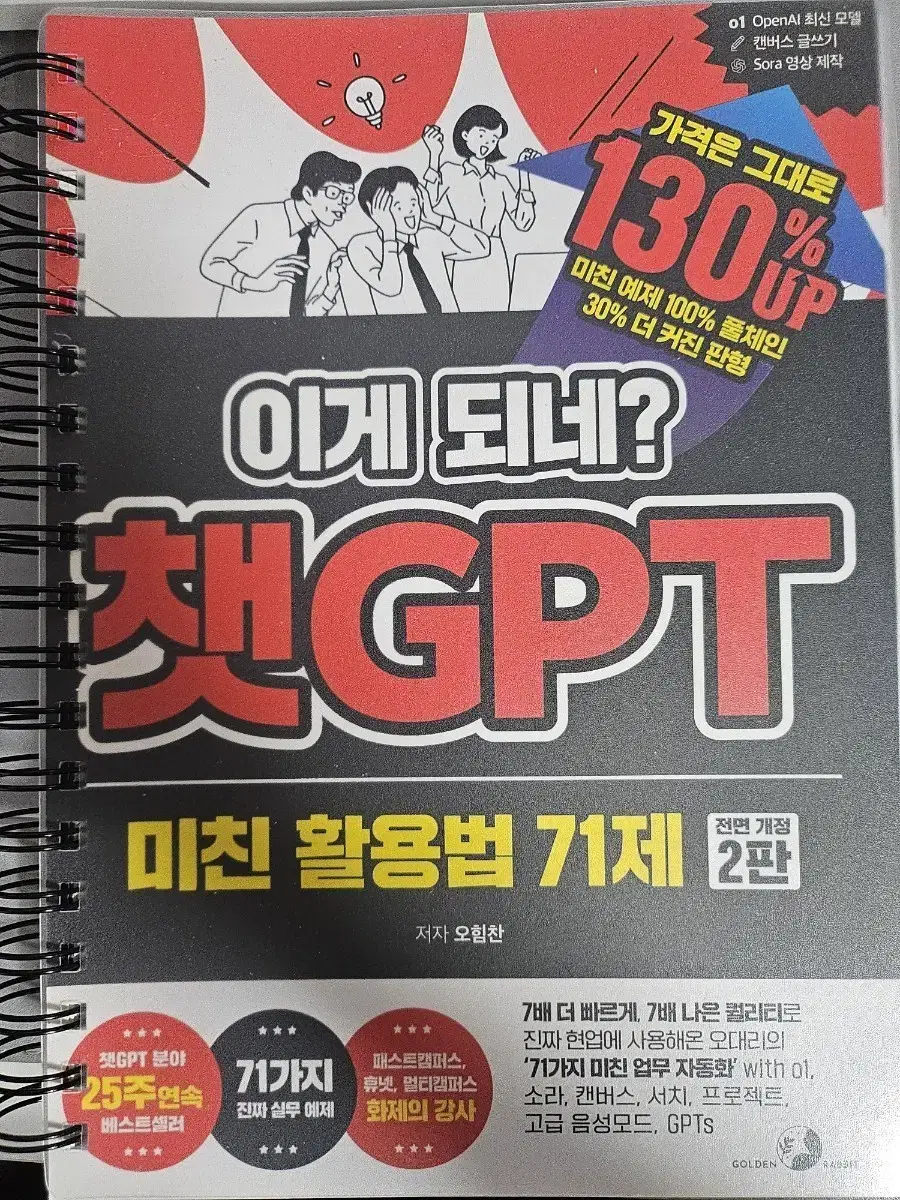 o1 OpenAI 최신 모델
캔버스 글쓰기
Sora 영상 제작
가격은 그대로
130% UP
미친 예제 100% 풀체인
30% 더 커진 판형
이게 되네?
챗GPT
미친 활용법 71제
전면 개정
2판
저자 오힘찬
★ ★ ★
챗GPT 분야
25주 연속
베스트셀러
★ ★ ★
★ ★ ★
71가지
진짜 실무 예제
★ ★ ★
★ ★ ★
패스트캠퍼스,
휴넷, 멀티캠퍼스
화제의 강사
★ ★ ★
7배 더 빠르게, 7배 나은 퀄리티로
진짜 현업에 사용해온 오대리의
'71가지 미친 업무 자동화' with o1,
소라, 캔버스, 서치, 프로젝트,
고급 음성모드, GPTs
GOLDEN RABBIT